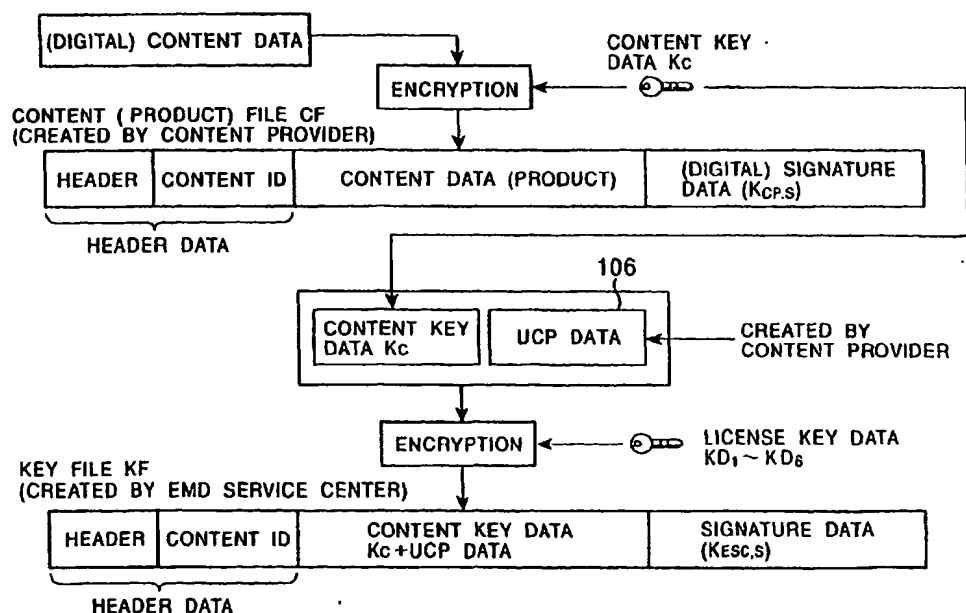 (DIGITAL) CONTENT DATA
CONTENT KEY
DATA Kc
ENCRYPTION
CONTENT (PRODUCT) FILE CF
(CREATED BY CONTENT PROVIDER)
HEADER
CONTENT ID
CONTENT DATA (PRODUCT)
(DIGITAL) SIGNATURE
DATA (KCP,S)
HEADER DATA
106
CONTENT KEY
DATA Kc
UCP DATA
CREATED BY
CONTENT PROVIDER
ENCRYPTION
LICENSE KEY DATA
KD1~KD6
KEY FILE KF
(CREATED BY EMD SERVICE CENTER)
HEADER
CONTENT ID
CONTENT KEY DATA
Kc+UCP DATA
SIGNATURE DATA
(KESC,S)
HEADER DATA